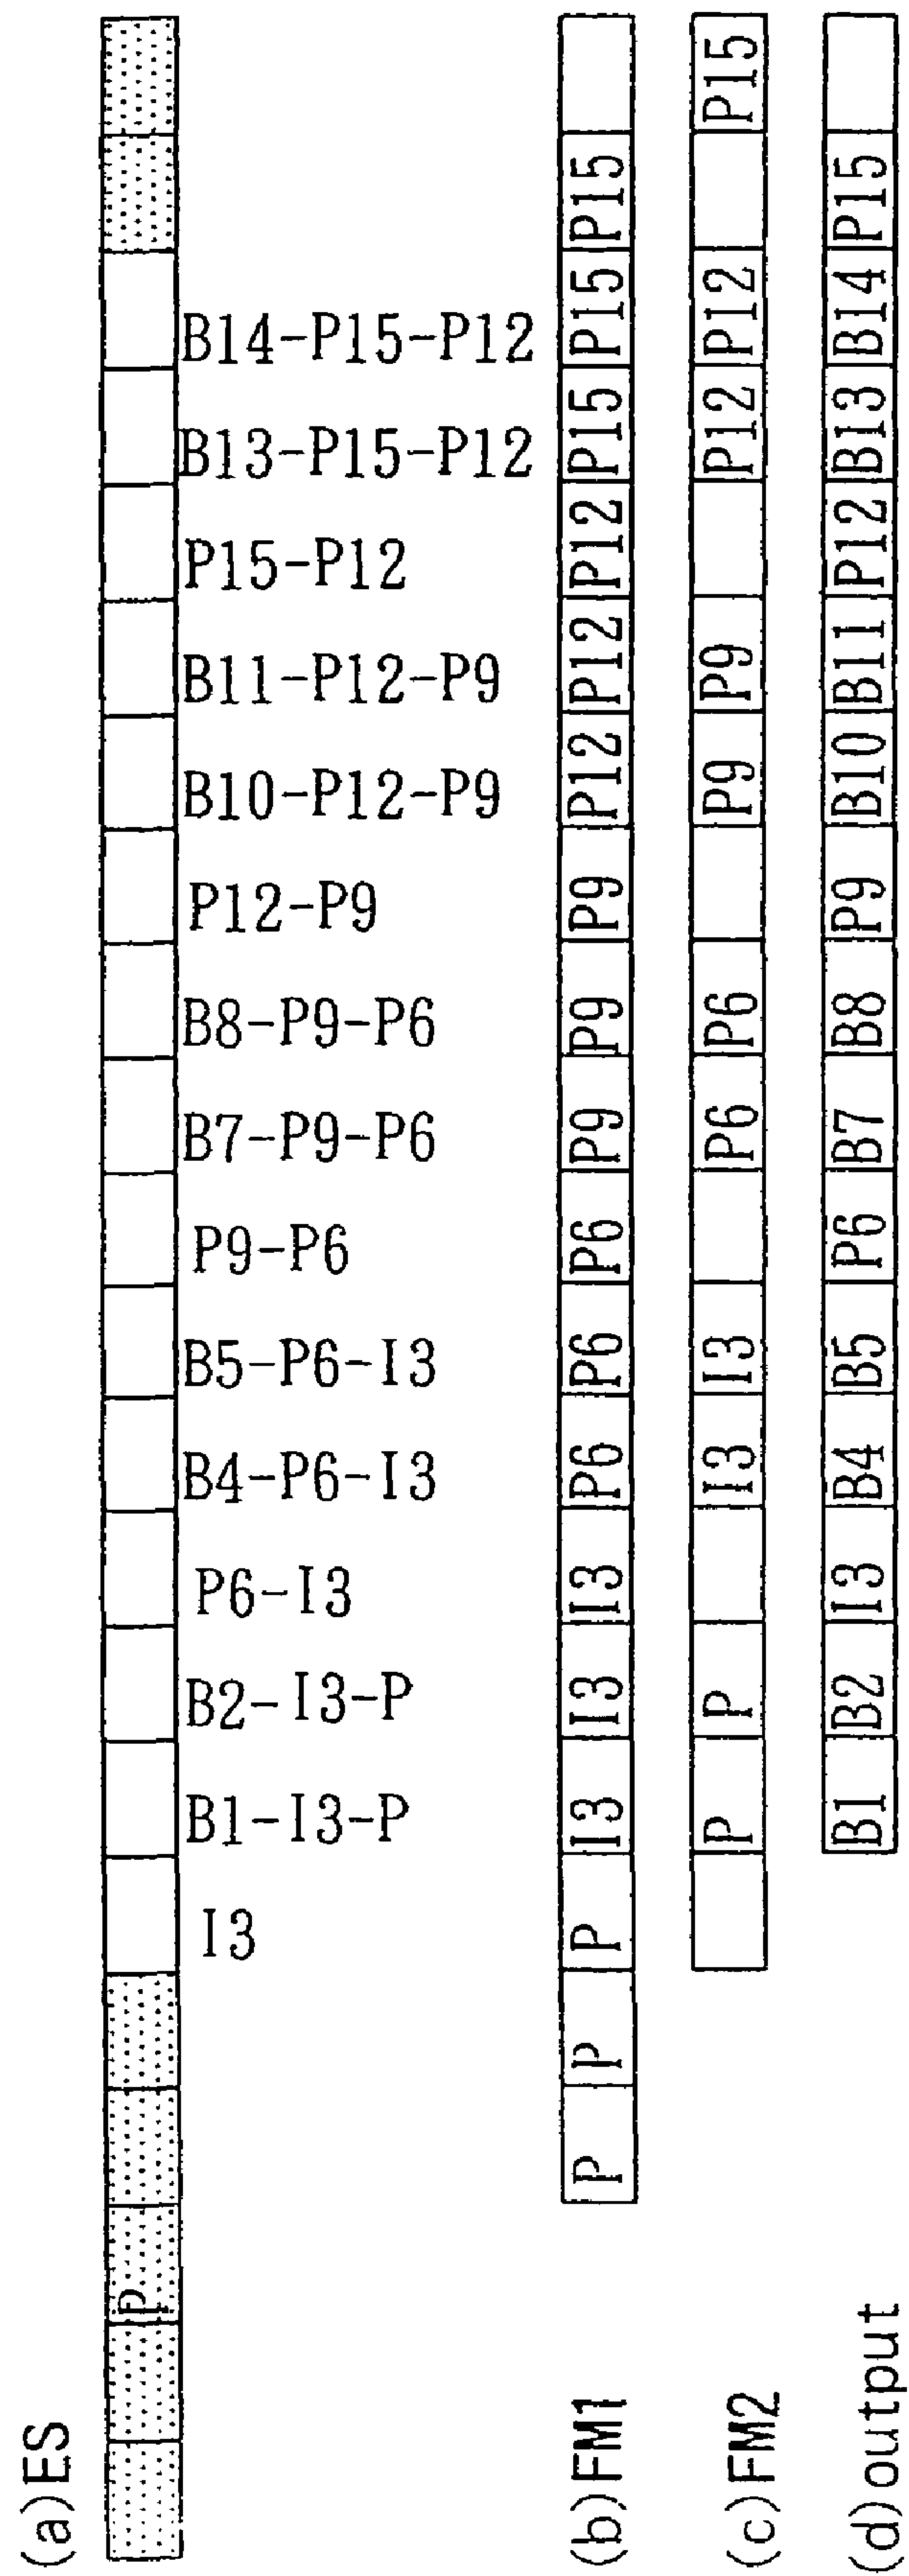 (a)ES
P
I3
B1-I3-P
B2-I3-P
P6-I3
B4-P6-I3
B5-P6-I3
P9-P6
B7-P9-P6
B8-P9-P6
P12-P9
B10-P12-P9
B11-P12-P9
P15-P12
B13-P15-P12
B14-P15-P12
(b)FM1 P P P I3 I3 I3 P6 P6 P6 P9 P9 P9 P12 P12 P12 P15 P15 P15
(c)FM2 P P I3 I3 P6 P6 P9 P9 P12 P12 P15
(d)output B1 B2 I3 B4 B5 P6 B7 B8 P9 B10 B11 P12 B13 B14 P15